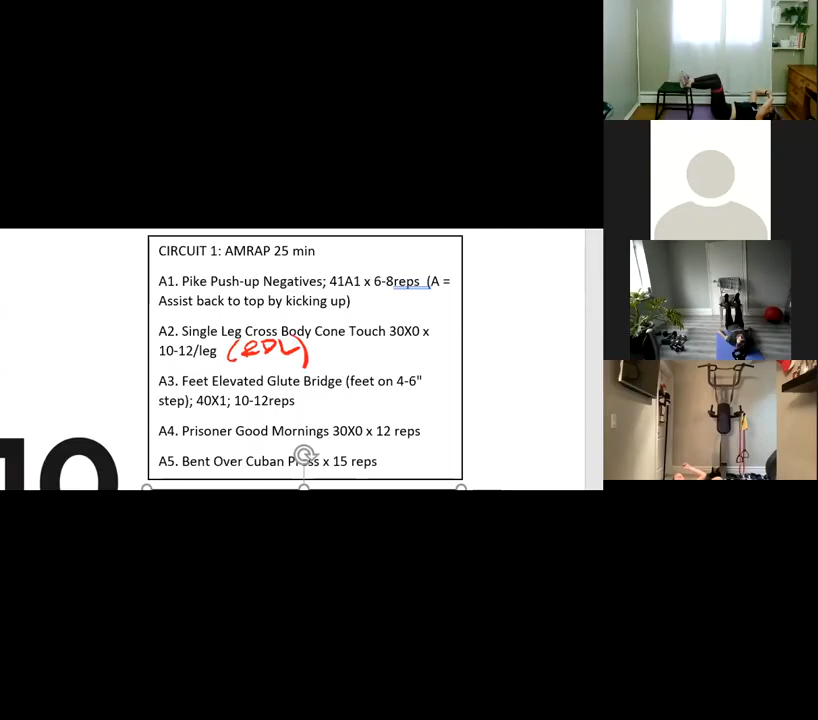 CIRCUIT 1: AMRAP 25 min
A1. Pike Push-up Negatives; 41A1 x 6-8reps (A =
Assist back to top by kicking up)
A2. Single Leg Cross Body Cone Touch 30X0 x
10-12/leg (RDL)
A3. Feet Elevated Glute Bridge (feet on 4-6"
step); 40X1; 10-12reps
A4. Prisoner Good Mornings 30X0 x 12 reps
A5. Bent Over Cuban Press x 15 reps
10